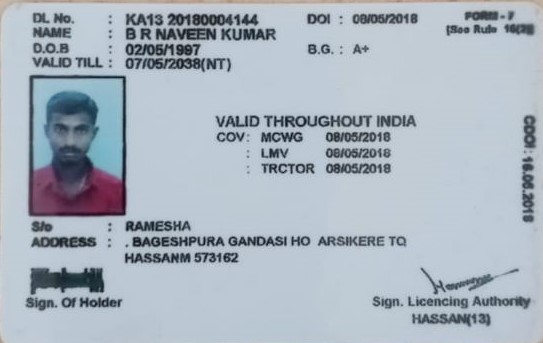 DL No. : KA13 20180004144 DOI : 08/05/2018 FORM - 7
NAME : B R NAVEEN KUMAR [See Rule 16(2)]
D.O.B : 02/05/1997 B.G. : A+
VALID TILL : 07/05/2038(NT)
VALID THROUGHOUT INDIA
COV: MCWG 08/05/2018
: LMV 08/05/2018
: TRCTOR 08/05/2018
CDOI: 16.05.2018
S/o : RAMESHA
ADDRESS : . BAGESHPURA GANDASI HO ARSIKERE TQ
HASSANM 573162
Sign. Of Holder
Sign. Licencing Authority
HASSAN(13)